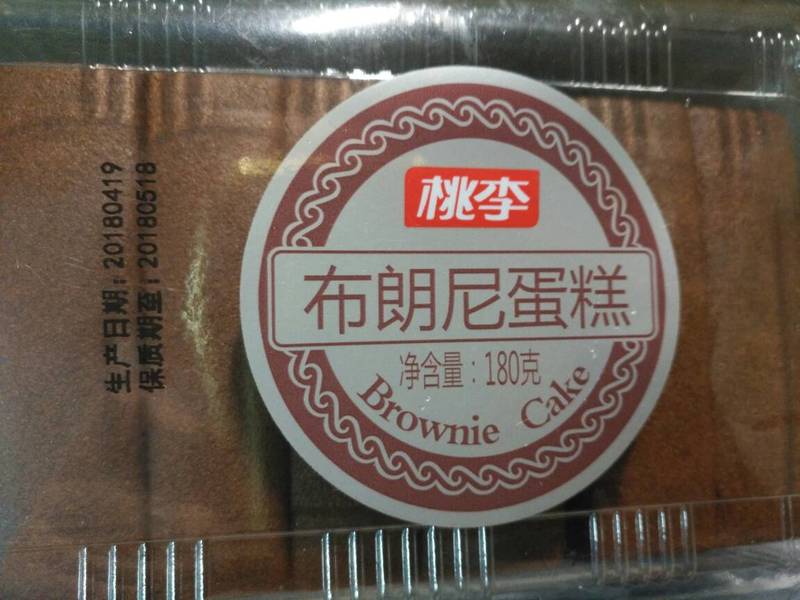 生产日期:20180419
保质期至:20180518
桃李
布朗尼蛋糕
净含量:180克
Brownie Cake